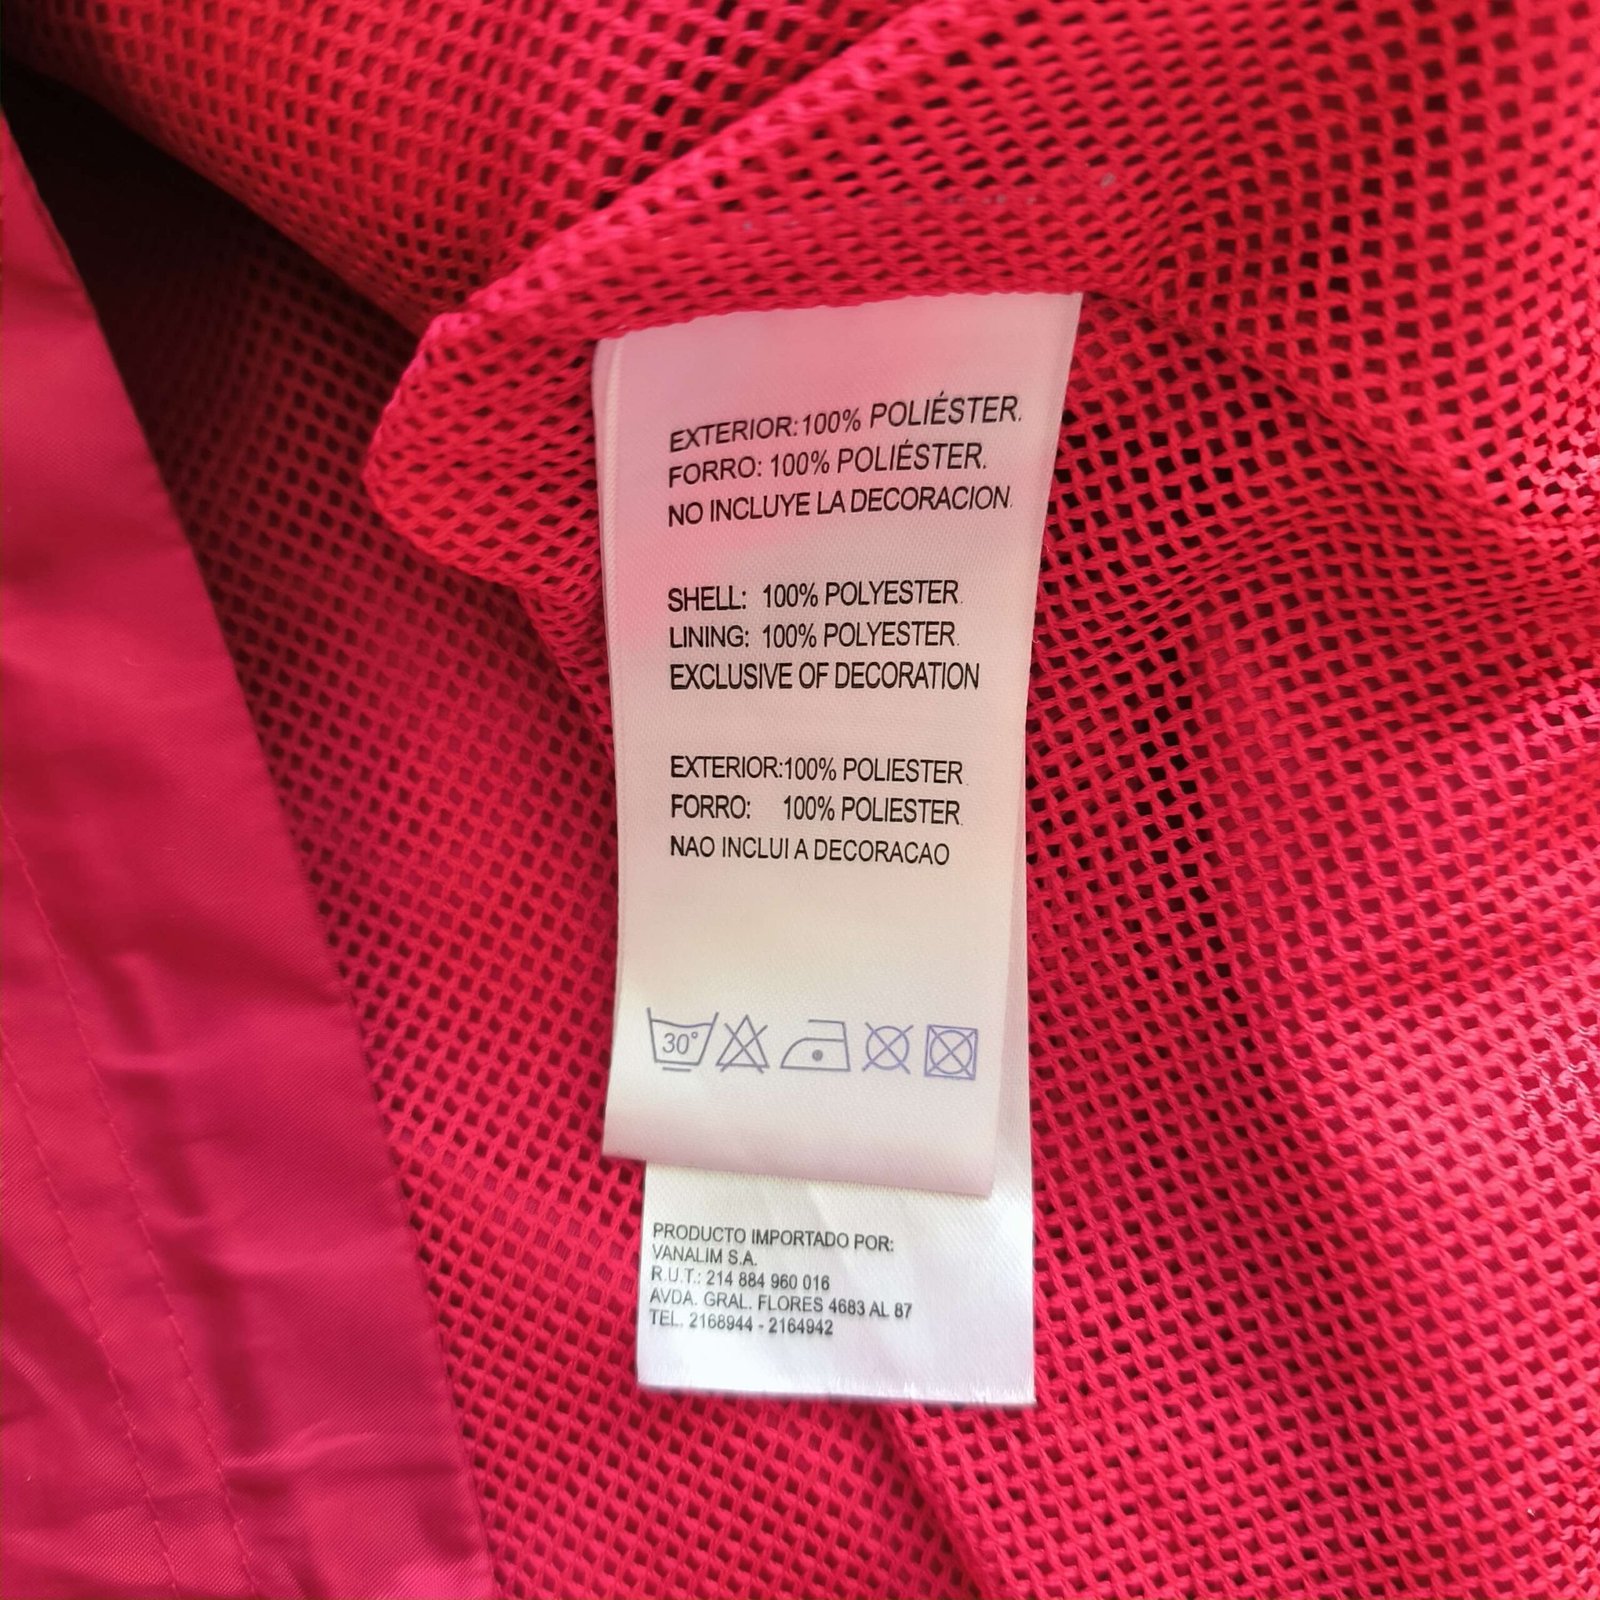 EXTERIOR:100% POLIÉSTER.
FORRO: 100% POLIÉSTER.
NO INCLUYE LA DECORACION.
SHELL: 100% POLYESTER.
LINING: 100% POLYESTER.
EXCLUSIVE OF DECORATION
EXTERIOR:100% POLIESTER.
FORRO: 100% POLIESTER.
NAO INCLUI A DECORACAO
30°
PRODUCTO IMPORTADO POR:
VANALIM S.A.
R.U.T.: 214 884 960 016
AVDA. GRAL. FLORES 4683 AL 87
TEL. 2168944 - 2164942